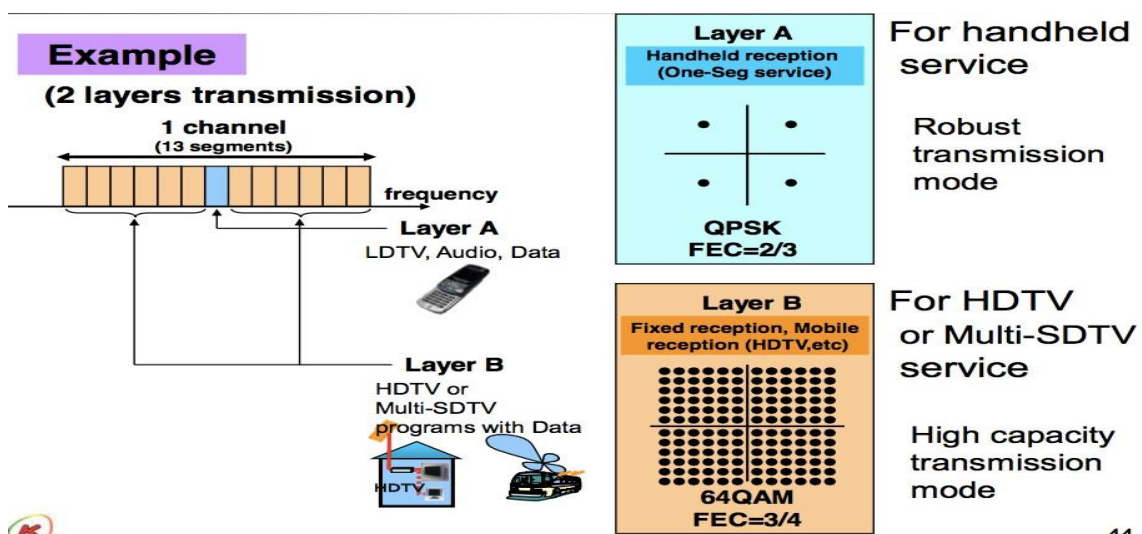 Example
(2 layers transmission)
1 channel
(13 segments)
frequency
Layer A
LDTV, Audio, Data
Layer B
HDTV or
Multi-SDTV
programs with Data
HDTV
Layer A
Handheld reception
(One-Seg service)
QPSK
FEC=2/3
For handheld
service
Robust
transmission
mode
Layer B
Fixed reception, Mobile
reception (HDTV,etc)
64QAM
FEC=3/4
For HDTV
or Multi-SDTV
service
High capacity
transmission
mode